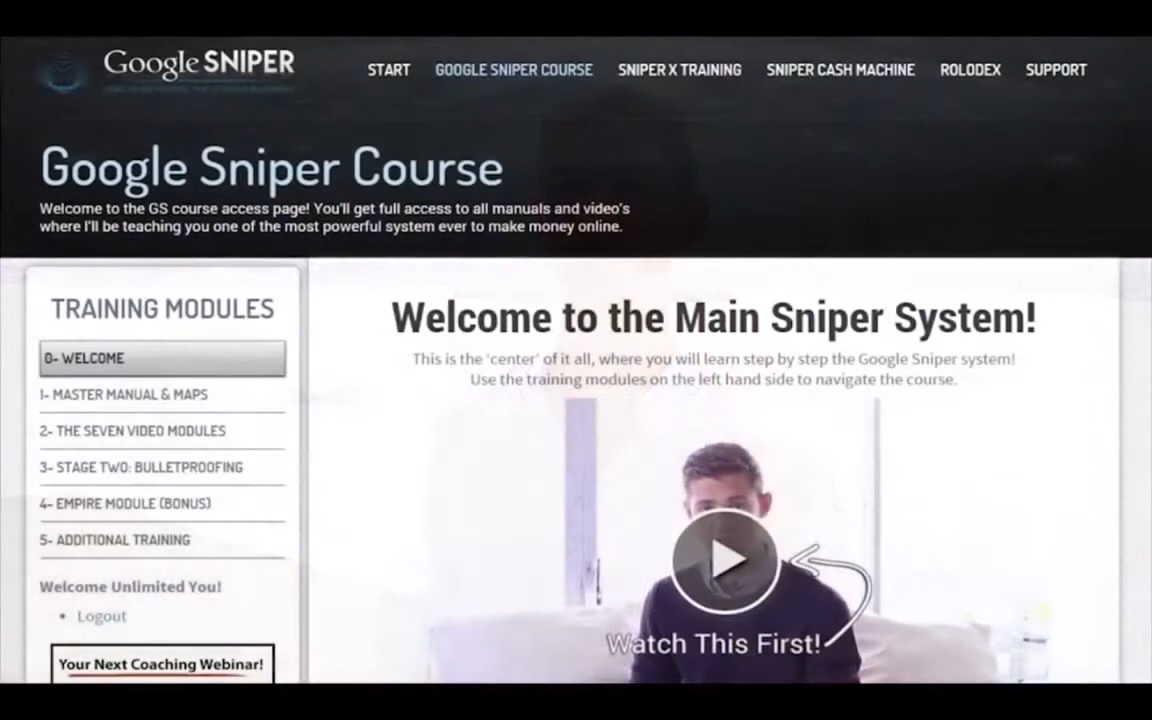 Google SNIPER
START
GOOGLE SNIPER COURSE
SNIPER X TRAINING
SNIPER CASH MACHINE
ROLODEX
SUPPORT
Google Sniper Course
Welcome to the GS course access page! You'll get full access to all manuals and video's
where I'll be teaching you one of the most powerful system ever to make money online.
TRAINING MODULES
0- WELCOME
1- MASTER MANUAL & MAPS
2- THE SEVEN VIDEO MODULES
3- STAGE TWO: BULLETPROOFING
4- EMPIRE MODULE (BONUS)
5- ADDITIONAL TRAINING
Welcome Unlimited You!
• Logout
Your Next Coaching Webinar!
Welcome to the Main Sniper System!
This is the 'center' of it all, where you will learn step by step the Google Sniper system!
Use the training modules on the left hand side to navigate the course.
Watch This First!